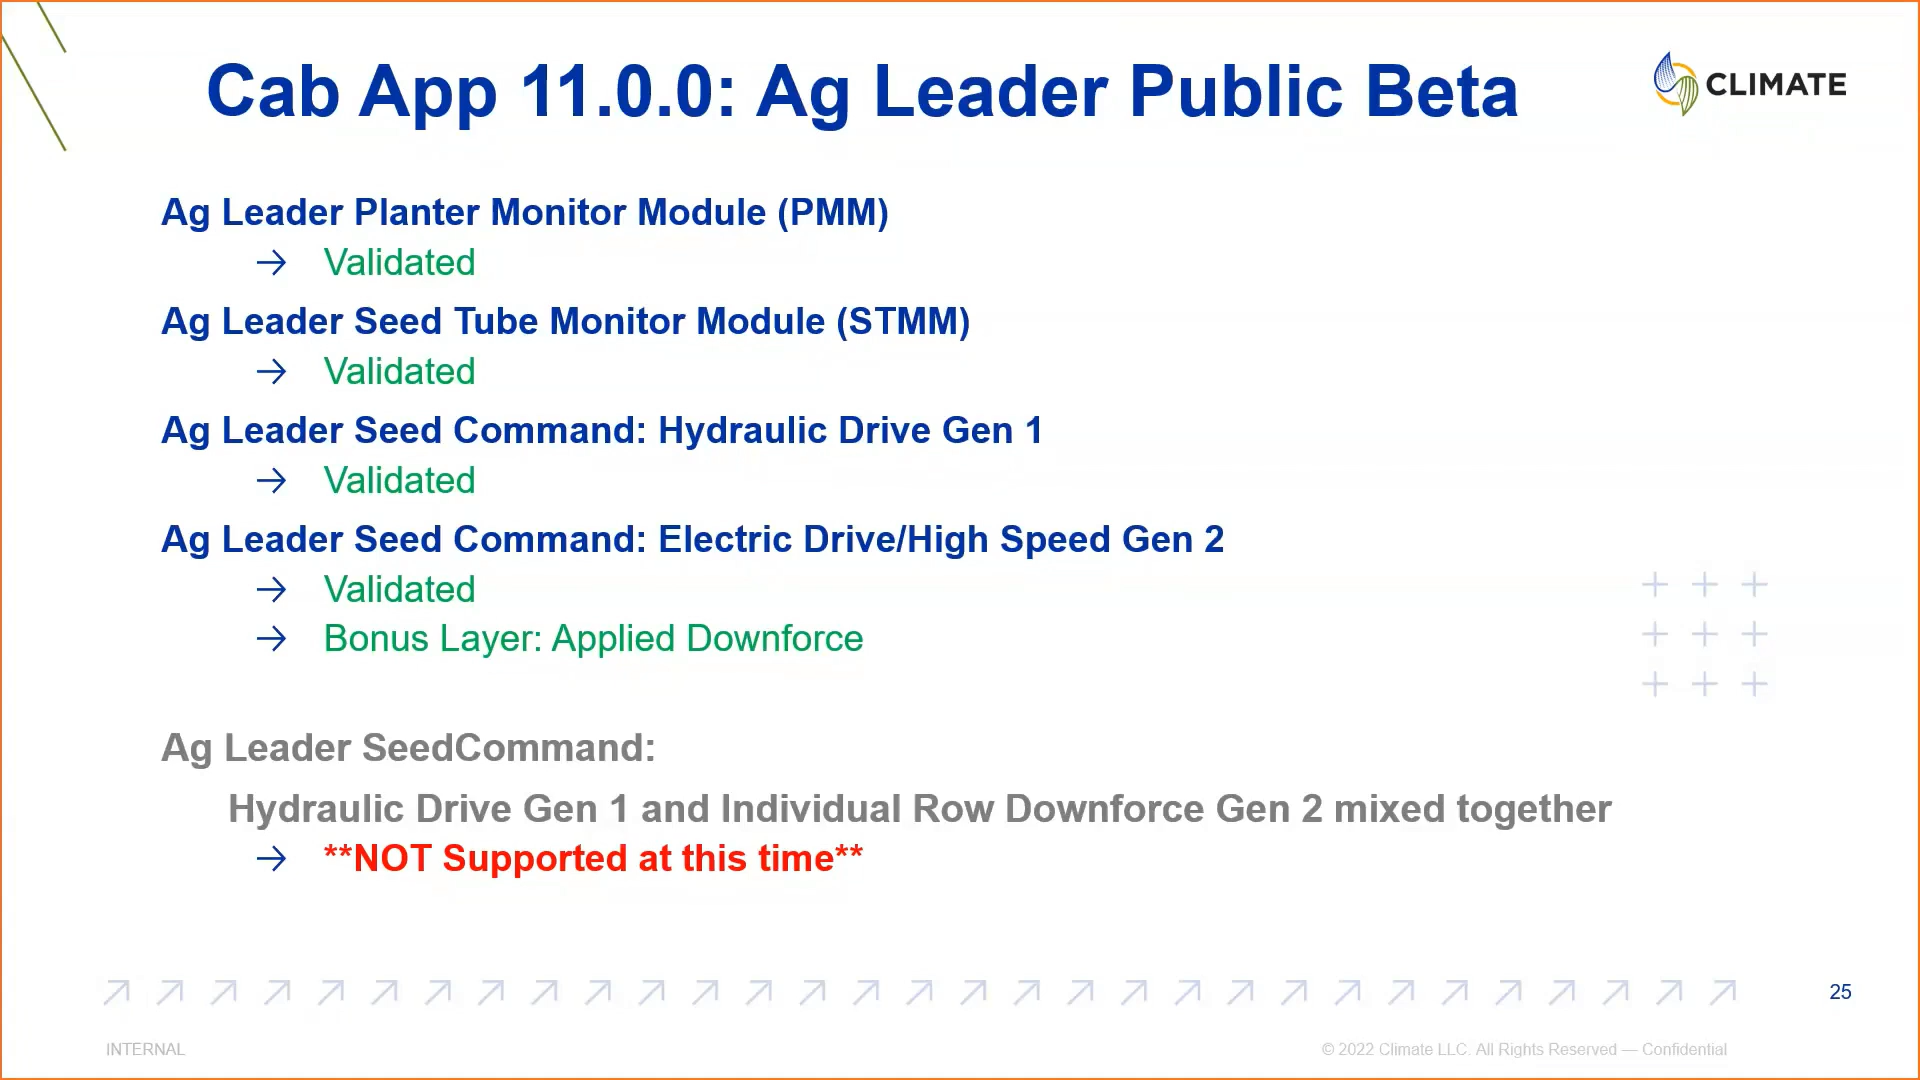 Cab App 11.0.0: Ag Leader Public Beta
CLIMATE
Ag Leader Planter Monitor Module (PMM)
→ Validated
Ag Leader Seed Tube Monitor Module (STMM)
→ Validated
Ag Leader Seed Command: Hydraulic Drive Gen 1
→ Validated
Ag Leader Seed Command: Electric Drive/High Speed Gen 2
→ Validated
→ Bonus Layer: Applied Downforce
Ag Leader SeedCommand:
Hydraulic Drive Gen 1 and Individual Row Downforce Gen 2 mixed together
→ **NOT Supported at this time**
25
INTERNAL
© 2022 Climate LLC. All Rights Reserved — Confidential